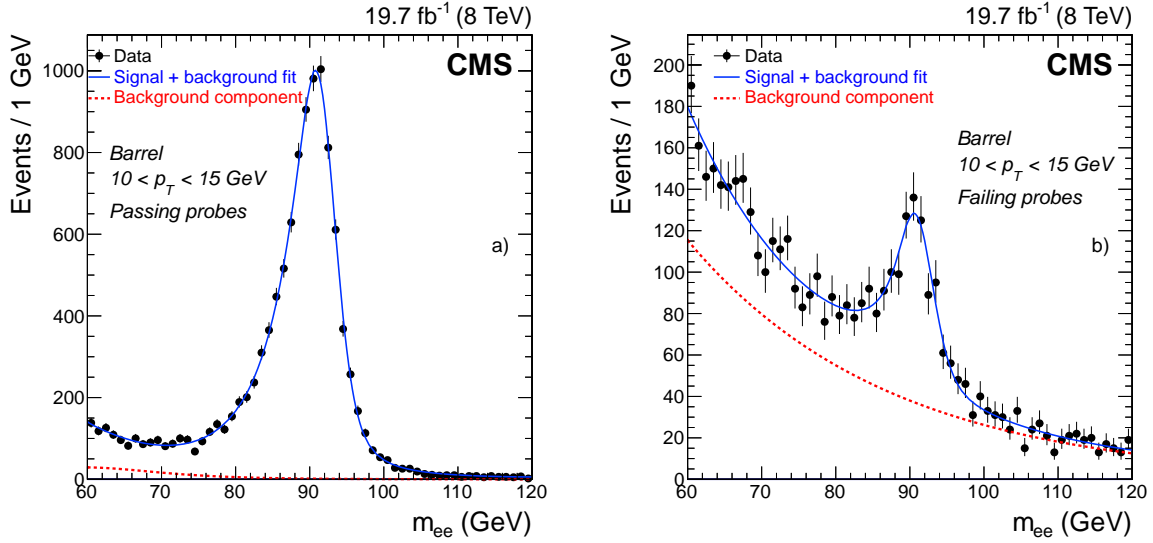 19.7 fb⁻¹ (8 TeV)
Events / 1 GeV
1000
800
600
400
200
0
Data
Signal + background fit
Background component
CMS
Barrel
10 < p_T < 15 GeV
Passing probes
a)
60 70 80 90 100 110 120
m_ee (GeV)
19.7 fb⁻¹ (8 TeV)
Events / 1 GeV
200
180
160
140
120
100
80
60
40
20
0
Data
Signal + background fit
Background component
CMS
Barrel
10 < p_T < 15 GeV
Failing probes
b)
60 70 80 90 100 110 120
m_ee (GeV)